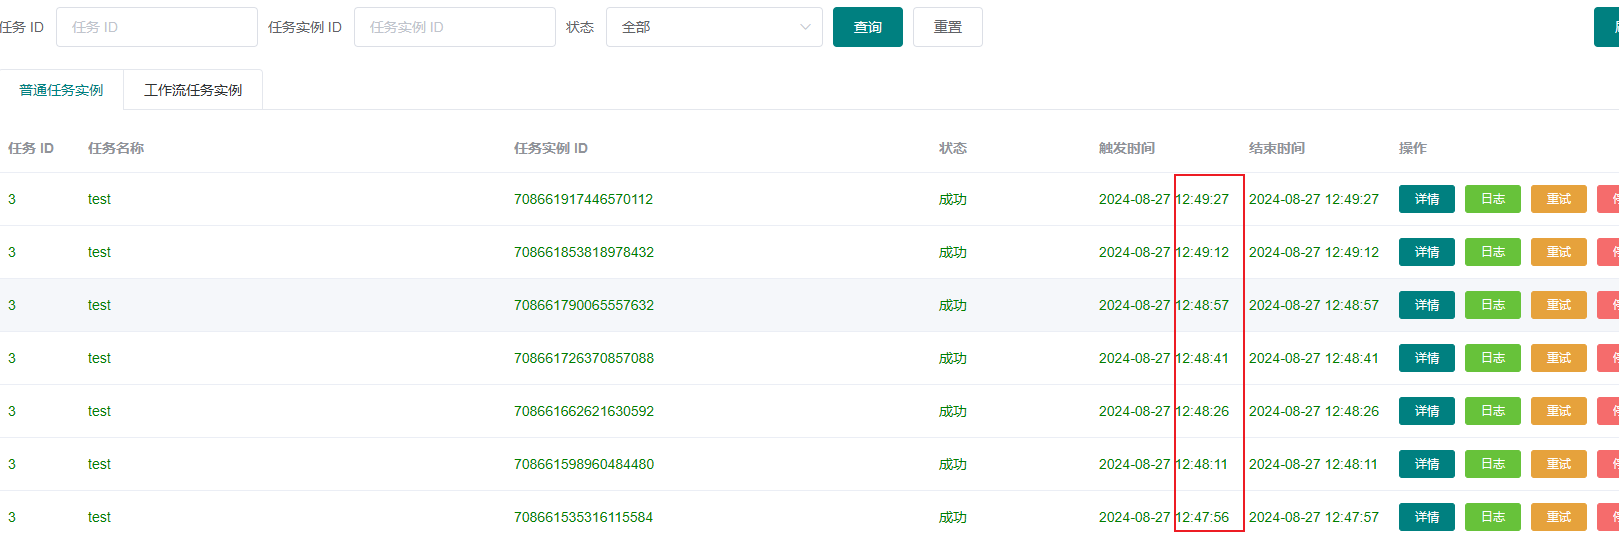 任务 ID 任务 ID 任务实例 ID 任务实例 ID 状态 全部 查询 重置
普通任务实例 工作流任务实例
任务 ID 任务名称 任务实例 ID 状态 触发时间 结束时间 操作
3 test 708661917446570112 成功 2024-08-27 12:49:27 2024-08-27 12:49:27 详情 日志 重试
3 test 708661853818978432 成功 2024-08-27 12:49:12 2024-08-27 12:49:12 详情 日志 重试
3 test 708661790065557632 成功 2024-08-27 12:48:57 2024-08-27 12:48:57 详情 日志 重试
3 test 708661726370857088 成功 2024-08-27 12:48:41 2024-08-27 12:48:41 详情 日志 重试
3 test 708661662621630592 成功 2024-08-27 12:48:26 2024-08-27 12:48:26 详情 日志 重试
3 test 708661598960484480 成功 2024-08-27 12:48:11 2024-08-27 12:48:11 详情 日志 重试
3 test 708661535316115584 成功 2024-08-27 12:47:56 2024-08-27 12:47:57 详情 日志 重试